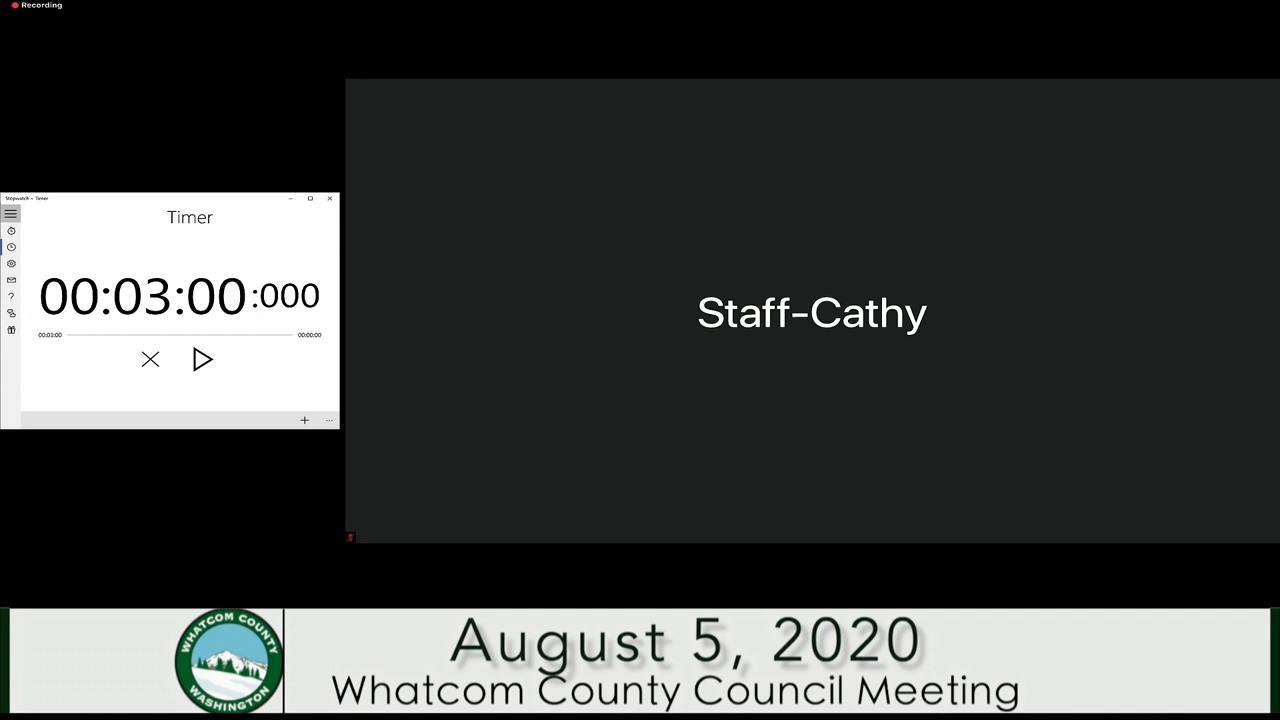 Recording
Stopwatch - Timer
Timer
00:03:00:000
00:03:00
00:00:00
Staff-Cathy
WHATCOM COUNTY
WASHINGTON
August 5, 2020
Whatcom County Council Meeting